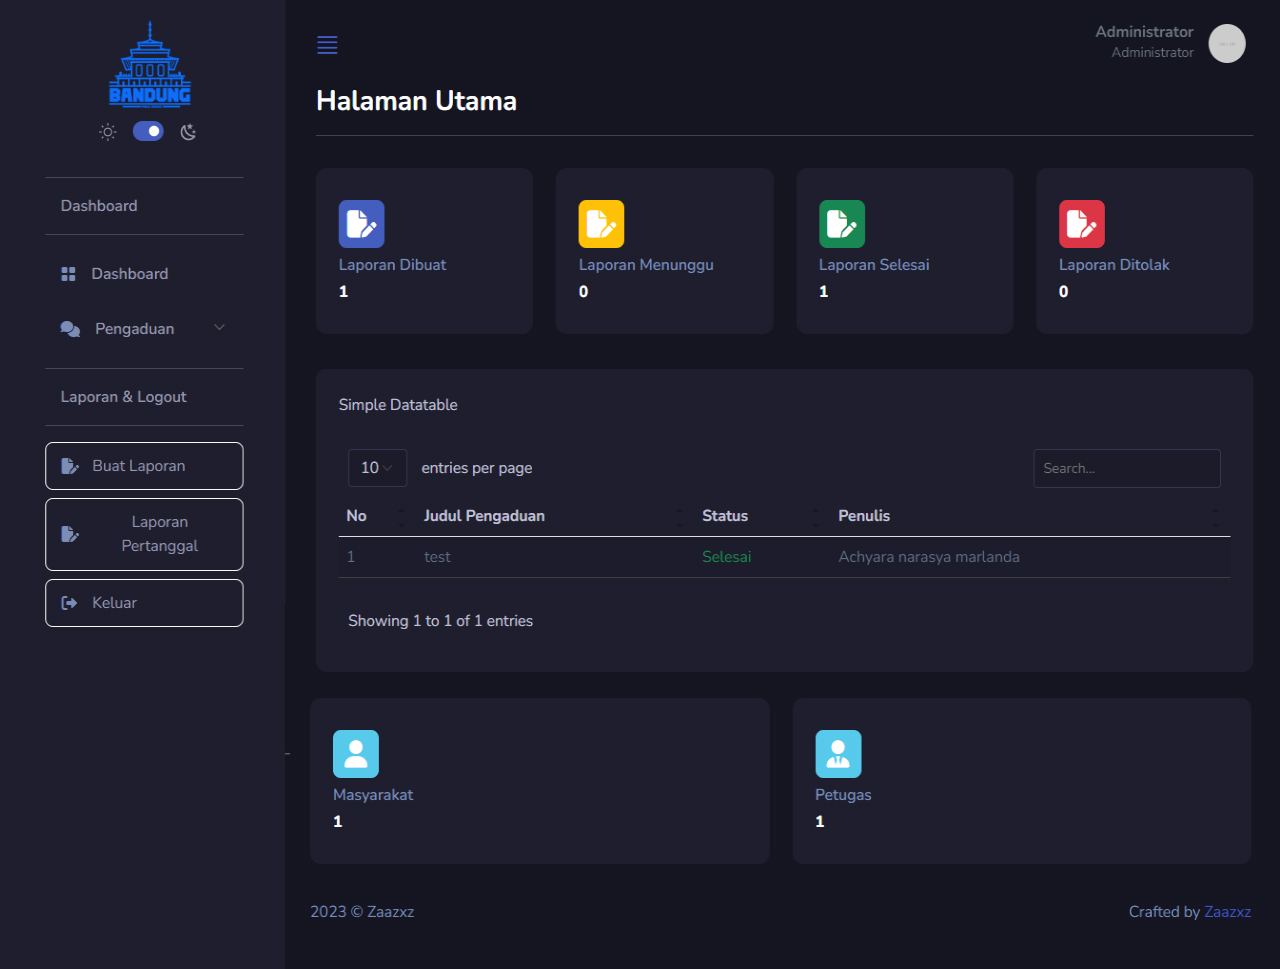 BANDUNG
Dashboard
Dashboard
Pengaduan
Laporan & Logout
Buat Laporan
Laporan
Pertanggal
Keluar
Administrator
Administrator
Halaman Utama
Laporan Dibuat
1
Laporan Menunggu
0
Laporan Selesai
1
Laporan Ditolak
0
Simple Datatable
10 entries per page
Search...
No Judul Pengaduan Status Penulis
1 test Selesai Achyara narasya marlanda
Showing 1 to 1 of 1 entries
Masyarakat
1
Petugas
1
2023 © Zaazxz
Crafted by Zaazxz